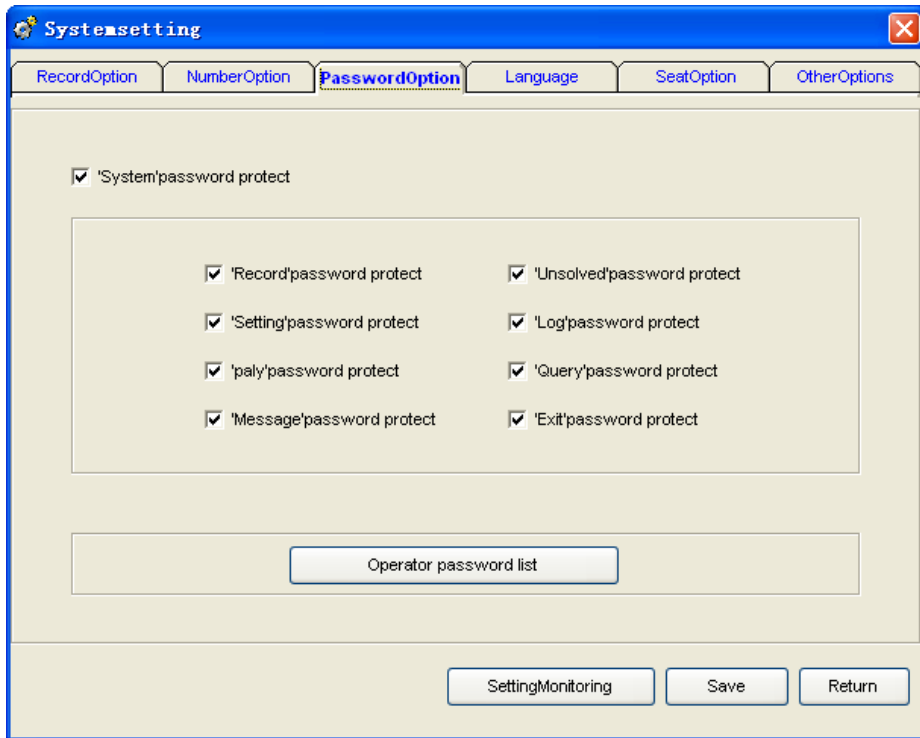 Systemsetting
RecordOption NumberOption PasswordOption Language SeatOption OtherOptions
'System'password protect
'Record'password protect 'Unsolved'password protect
'Setting'password protect 'Log'password protect
'paly'password protect 'Query'password protect
'Message'password protect 'Exit'password protect
Operator password list
SettingMonitoring Save Return